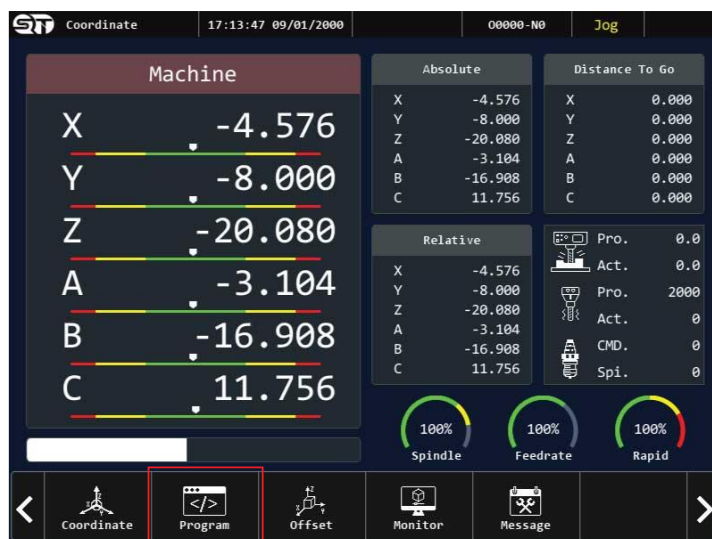 ST Coordinate 17:13:47 09/01/2000 O0000-N0 Jog
Machine
X -4.576
Y -8.000
Z -20.080
A -3.104
B -16.908
C 11.756
Absolute
X -4.576
Y -8.000
Z -20.080
A -3.104
B -16.908
C 11.756
Distance To Go
X 0.000
Y 0.000
Z 0.000
A 0.000
B 0.000
C 0.000
Relative
X -4.576
Y -8.000
Z -20.080
A -3.104
B -16.908
C 11.756
Pro. 0.0
Act. 0.0
Pro. 2000
Act. 0
CMD. 0
Spi. 0
100% 100% 100%
Spindle Feedrate Rapid
Coordinate Program Offset Monitor Message